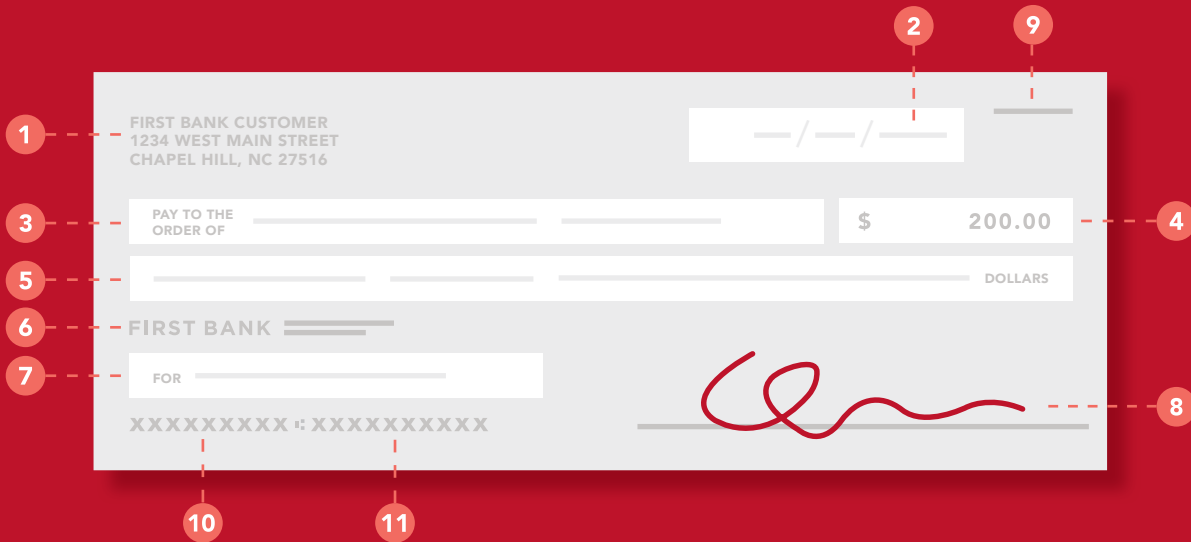 2
9
1
FIRST BANK CUSTOMER
1234 WEST MAIN STREET
CHAPEL HILL, NC 27516
3
PAY TO THE
ORDER OF
$ 200.00
4
5
DOLLARS
6
FIRST BANK
7
FOR
8
XXXXXXXXX⑆XXXXXXXXXX
10
11